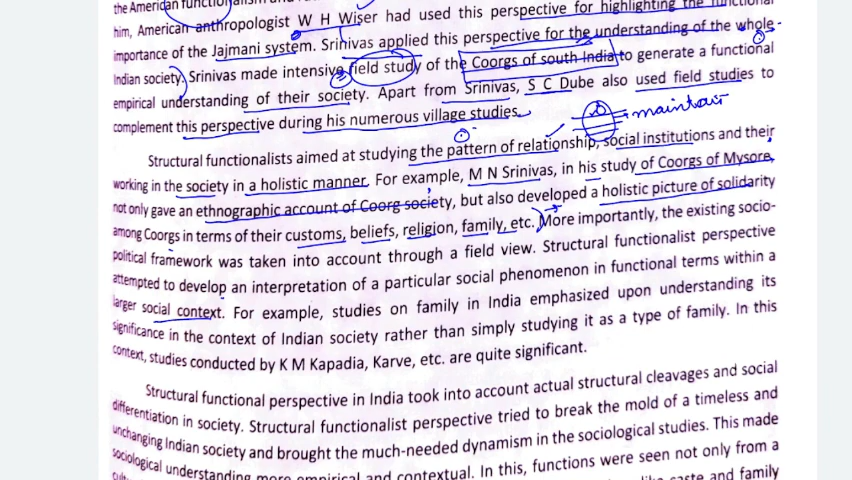 the American function and
him, American anthropologist W H Wiser had used this perspective for highlighting the functional
importance of the Jajmani system. Srinivas applied this perspective for the understanding of the whole
Indian society. Srinivas made intensive field study of the Coorgs of south India to generate a functional
empirical understanding of their society. Apart from Srinivas, S C Dube also used field studies to
complement this perspective during his numerous village studies.
maintain
Structural functionalists aimed at studying the pattern of relationship, social institutions and their
working in the society in a holistic manner. For example, M N Srinivas, in his study of Coorgs of Mysore,
not only gave an ethnographic account of Coorg society, but also developed a holistic picture of solidarity
among Coorgs in terms of their customs, beliefs, religion, family, etc. More importantly, the existing socio-
political framework was taken into account through a field view. Structural functionalist perspective
attempted to develop an interpretation of a particular social phenomenon in functional terms within a
larger social context. For example, studies on family in India emphasized upon understanding its
significance in the context of Indian society rather than simply studying it as a type of family. In this
context, studies conducted by K M Kapadia, Karve, etc. are quite significant.
Structural functional perspective in India took into account actual structural cleavages and social
differentiation in society. Structural functionalist perspective tried to break the mold of a timeless and
unchanging Indian society and brought the much-needed dynamism in the sociological studies. This made
sociological understanding more empirical and contextual. In this, functions were seen not only from a
caste and family